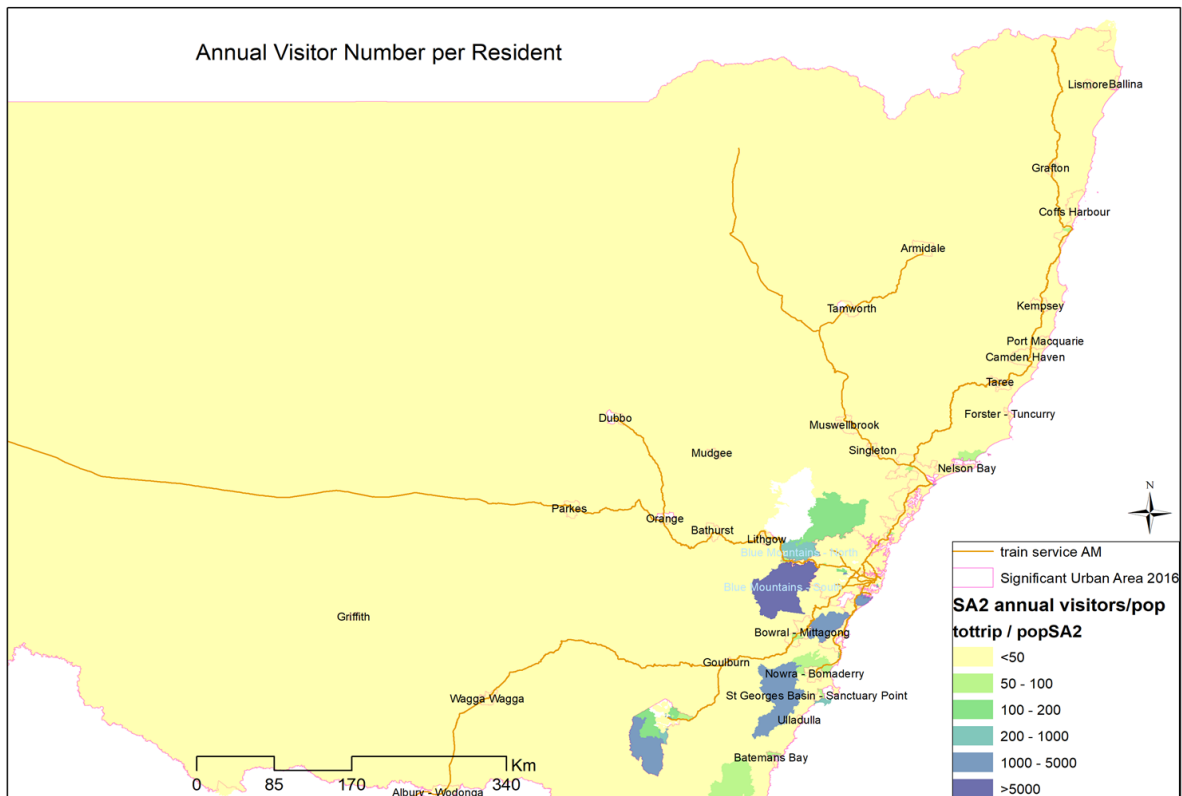 Annual Visitor Number per Resident
LismoreBallina
Grafton
Coffs Harbour
Armidale
Kempsey
Tamworth
Port Macquarie
Camden Haven
Taree
Forster - Tuncurry
Dubbo
Muswellbrook
Mudgee
Singleton
Nelson Bay
N
Parkes
Orange
Bathurst
Lithgow
Blue Mountains - North
Blue Mountains - South
Griffith
Bowral - Mittagong
Goulburn
Nowra - Bomaderry
Wagga Wagga
St Georges Basin - Sanctuary Point
Ulladulla
Batemans Bay
Albury - Wodonga
Km
0 85 170 340
train service AM
Significant Urban Area 2016
SA2 annual visitors/pop
tottrip / popSA2
<50
50 - 100
100 - 200
200 - 1000
1000 - 5000
>5000